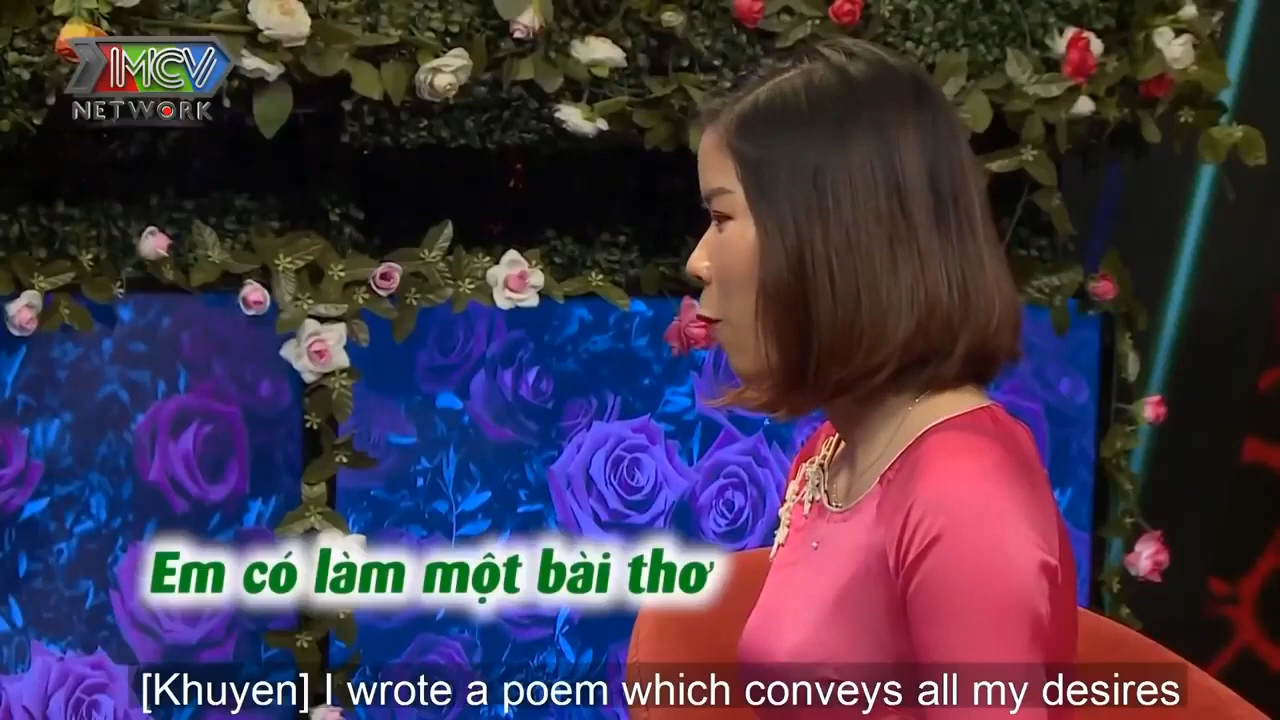 MCV
NETWORK
Em có làm một bài thơ
[Khuyen] I wrote a poem which conveys all my desires